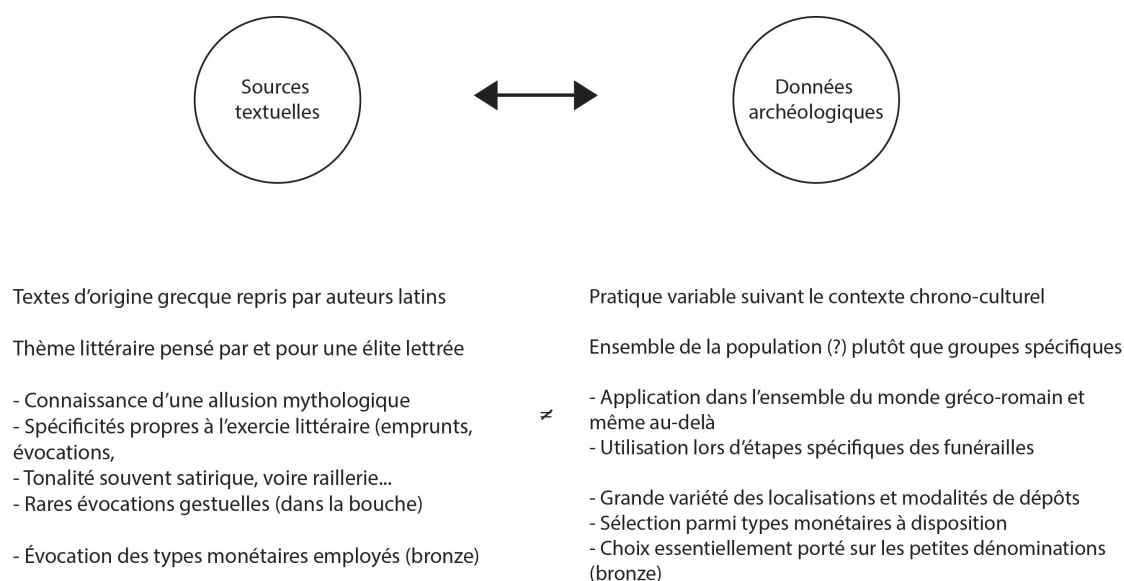 Sources
textuelles
Données
archéologiques
Textes d'origine grecque repris par auteurs latins
Thème littéraire pensé par et pour une élite lettrée
- Connaissance d'une allusion mythologique
- Spécificités propres à l'exercie littéraire (emprunts,
évocations,
- Tonalité souvent satirique, voire raillerie...
- Rares évocations gestuelles (dans la bouche)
- Évocation des types monétaires employés (bronze)
≠
Pratique variable suivant le contexte chrono-culturel
Ensemble de la population (?) plutôt que groupes spécifiques
- Application dans l'ensemble du monde gréco-romain et
même au-delà
- Utilisation lors d'étapes spécifiques des funérailles
- Grande variété des localisations et modalités de dépôts
- Sélection parmi types monétaires à disposition
- Choix essentiellement porté sur les petites dénominations
(bronze)